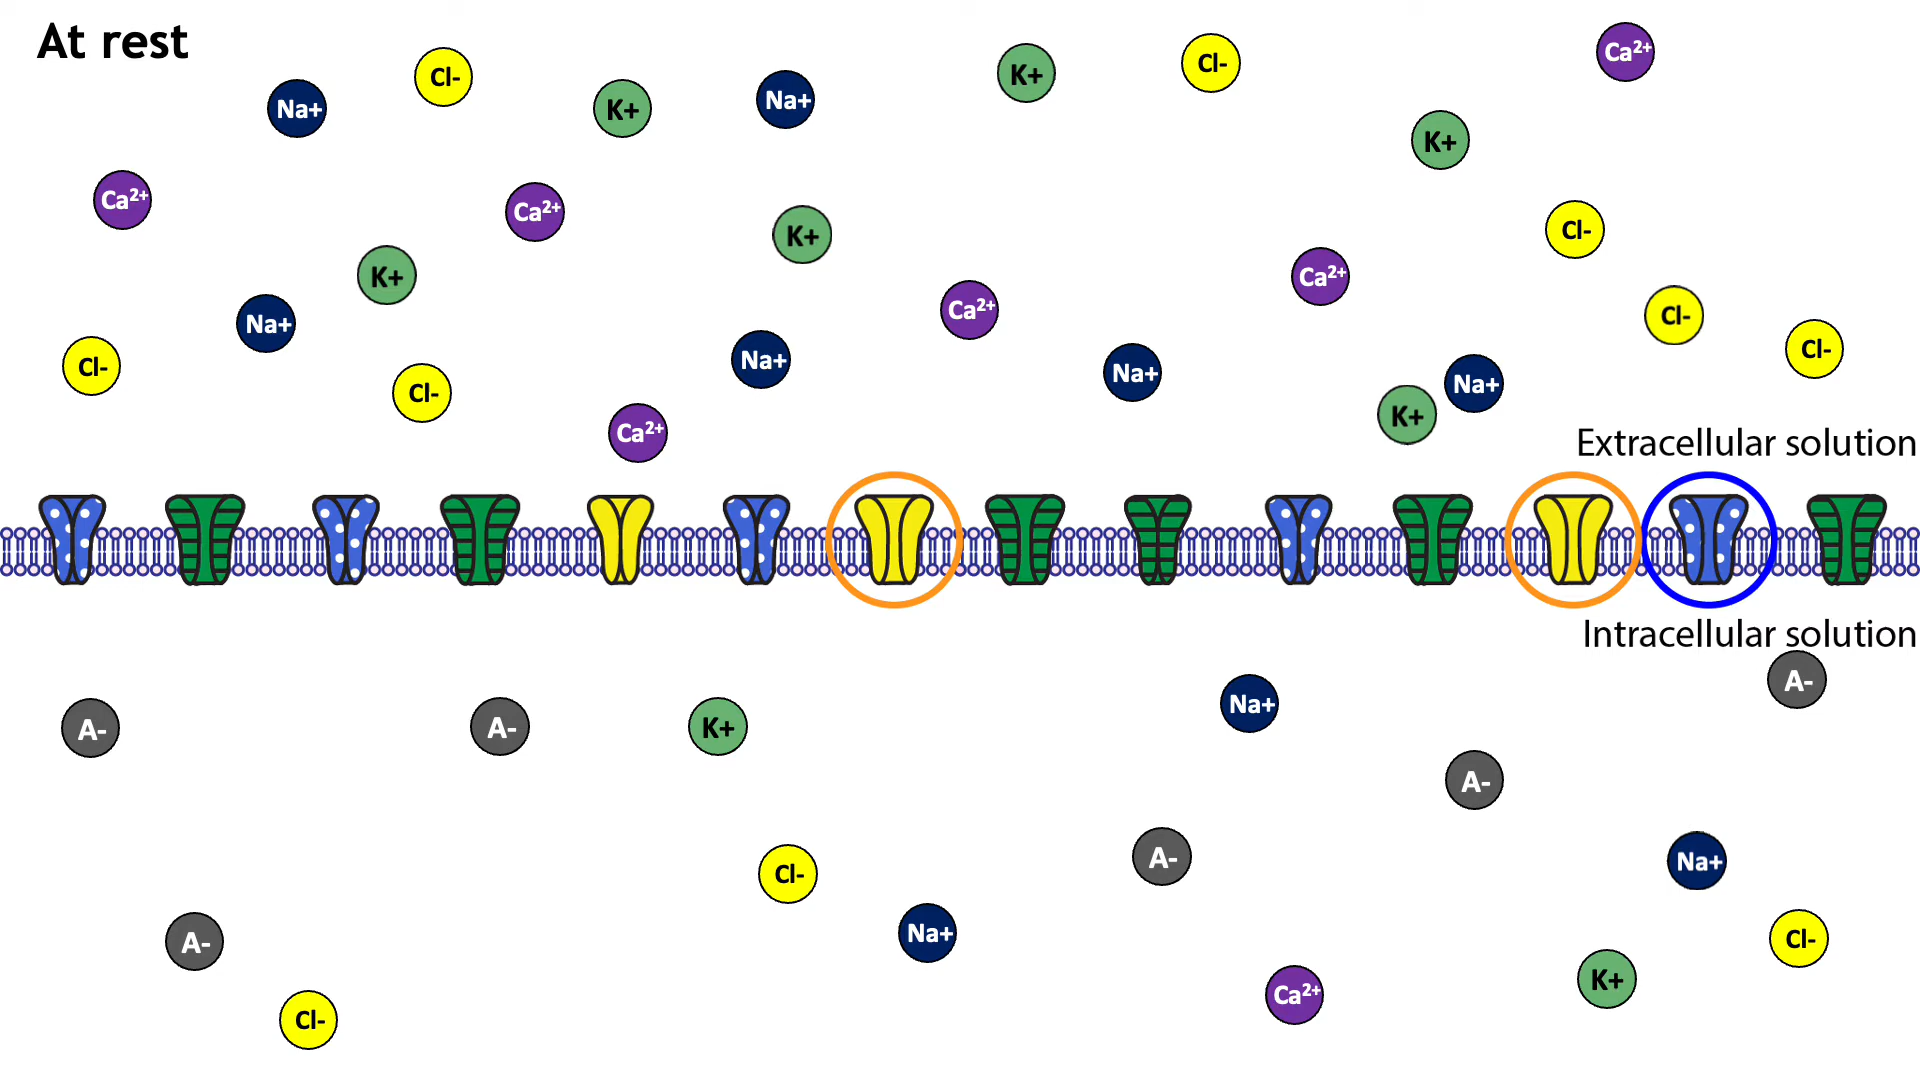 At rest
Ca²⁺
Cl-
Cl-
K+
Na+
K+
Na+
K+
Ca²⁺
Ca²⁺
K+
Cl-
K+
Ca²⁺
Ca²⁺
Cl-
Na+
Cl-
Na+
Cl-
Na+
Na+
Cl-
K+
Ca²⁺
Extracellular solution
Intracellular solution
A-
Na+
A-
A-
K+
A-
A-
Na+
Cl-
Na+
Cl-
A-
K+
Ca²⁺
Cl-